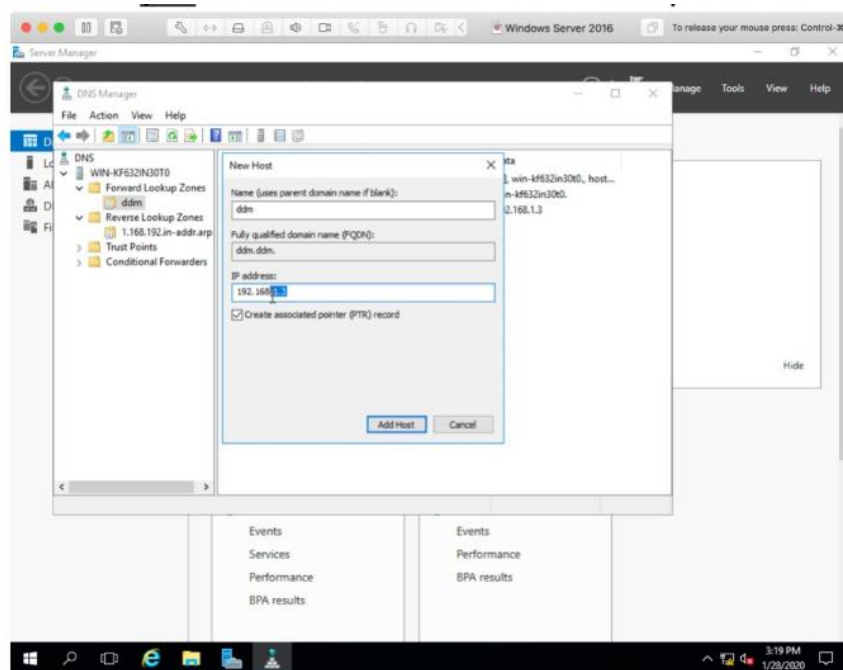 Windows Server 2016
To release your mouse press: Control-⌘
Server Manager
DNS Manager
Manage Tools View Help
File Action View Help
DNS
WIN-KF632IN30T0
Forward Lookup Zones
ddm
Reverse Lookup Zones
1.168.192.in-addr.arp
Trust Points
Conditional Forwarders
New Host
Name (uses parent domain name if blank):
ddm
Fully qualified domain name (FQDN):
ddm.ddm.
IP address:
192.168.1.3
Create associated pointer (PTR) record
Add Host Cancel
win-kf632in30t0., host...
n-kf632in30t0.
2.168.1.3
Hide
Events
Services
Performance
BPA results
Events
Performance
BPA results
3:19 PM
1/28/2020